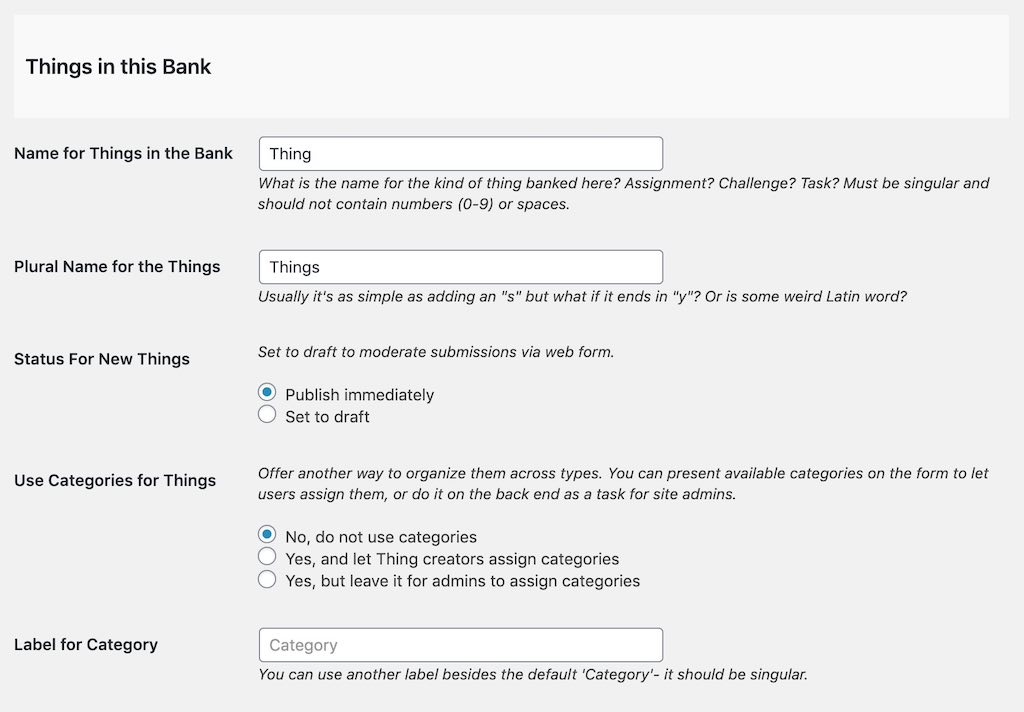 Things in this Bank
Name for Things in the Bank
Thing
What is the name for the kind of thing banked here? Assignment? Challenge? Task? Must be singular and
should not contain numbers (0-9) or spaces.
Plural Name for the Things
Things
Usually it's as simple as adding an "s" but what if it ends in "y"? Or is some weird Latin word?
Status For New Things
Set to draft to moderate submissions via web form.
Publish immediately
Set to draft
Use Categories for Things
Offer another way to organize them across types. You can present available categories on the form to let
users assign them, or do it on the back end as a task for site admins.
No, do not use categories
Yes, and let Thing creators assign categories
Yes, but leave it for admins to assign categories
Label for Category
Category
You can use another label besides the default 'Category'- it should be singular.